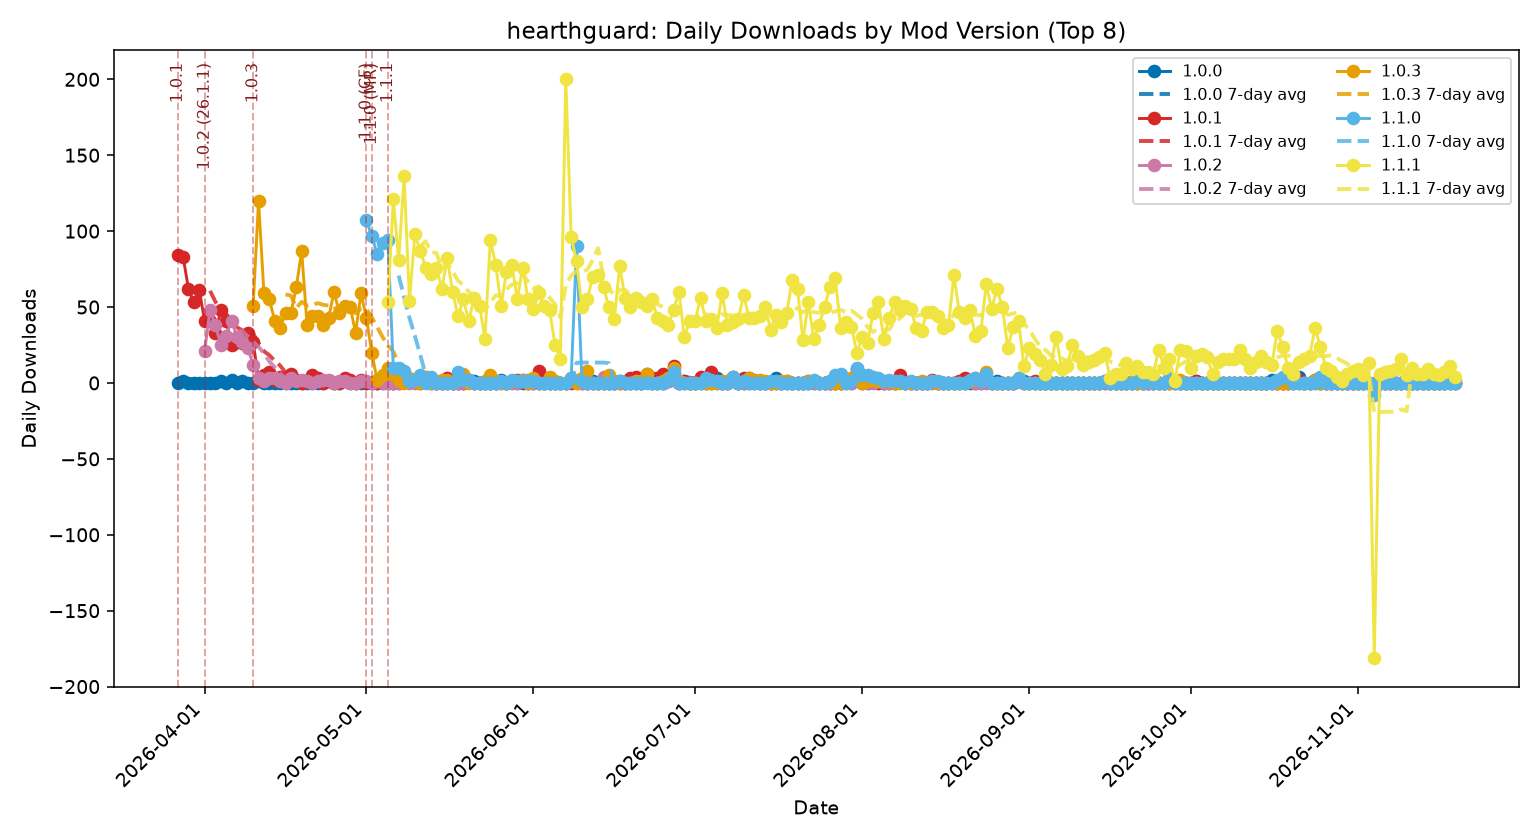 hearthguard: Daily Downloads by Mod Version (Top 8)
1.0.1
1.0.2 (26.1.1)
1.0.3
1.1.0 (CF)
1.1.0 (MR)
1.1.1
1.0.0
1.0.0 7-day avg
1.0.1
1.0.1 7-day avg
1.0.2
1.0.2 7-day avg
1.0.3
1.0.3 7-day avg
1.1.0
1.1.0 7-day avg
1.1.1
1.1.1 7-day avg
Daily Downloads
200
150
100
50
0
−50
−100
−150
−200
2026-04-01
2026-05-01
2026-06-01
2026-07-01
2026-08-01
2026-09-01
2026-10-01
2026-11-01
Date